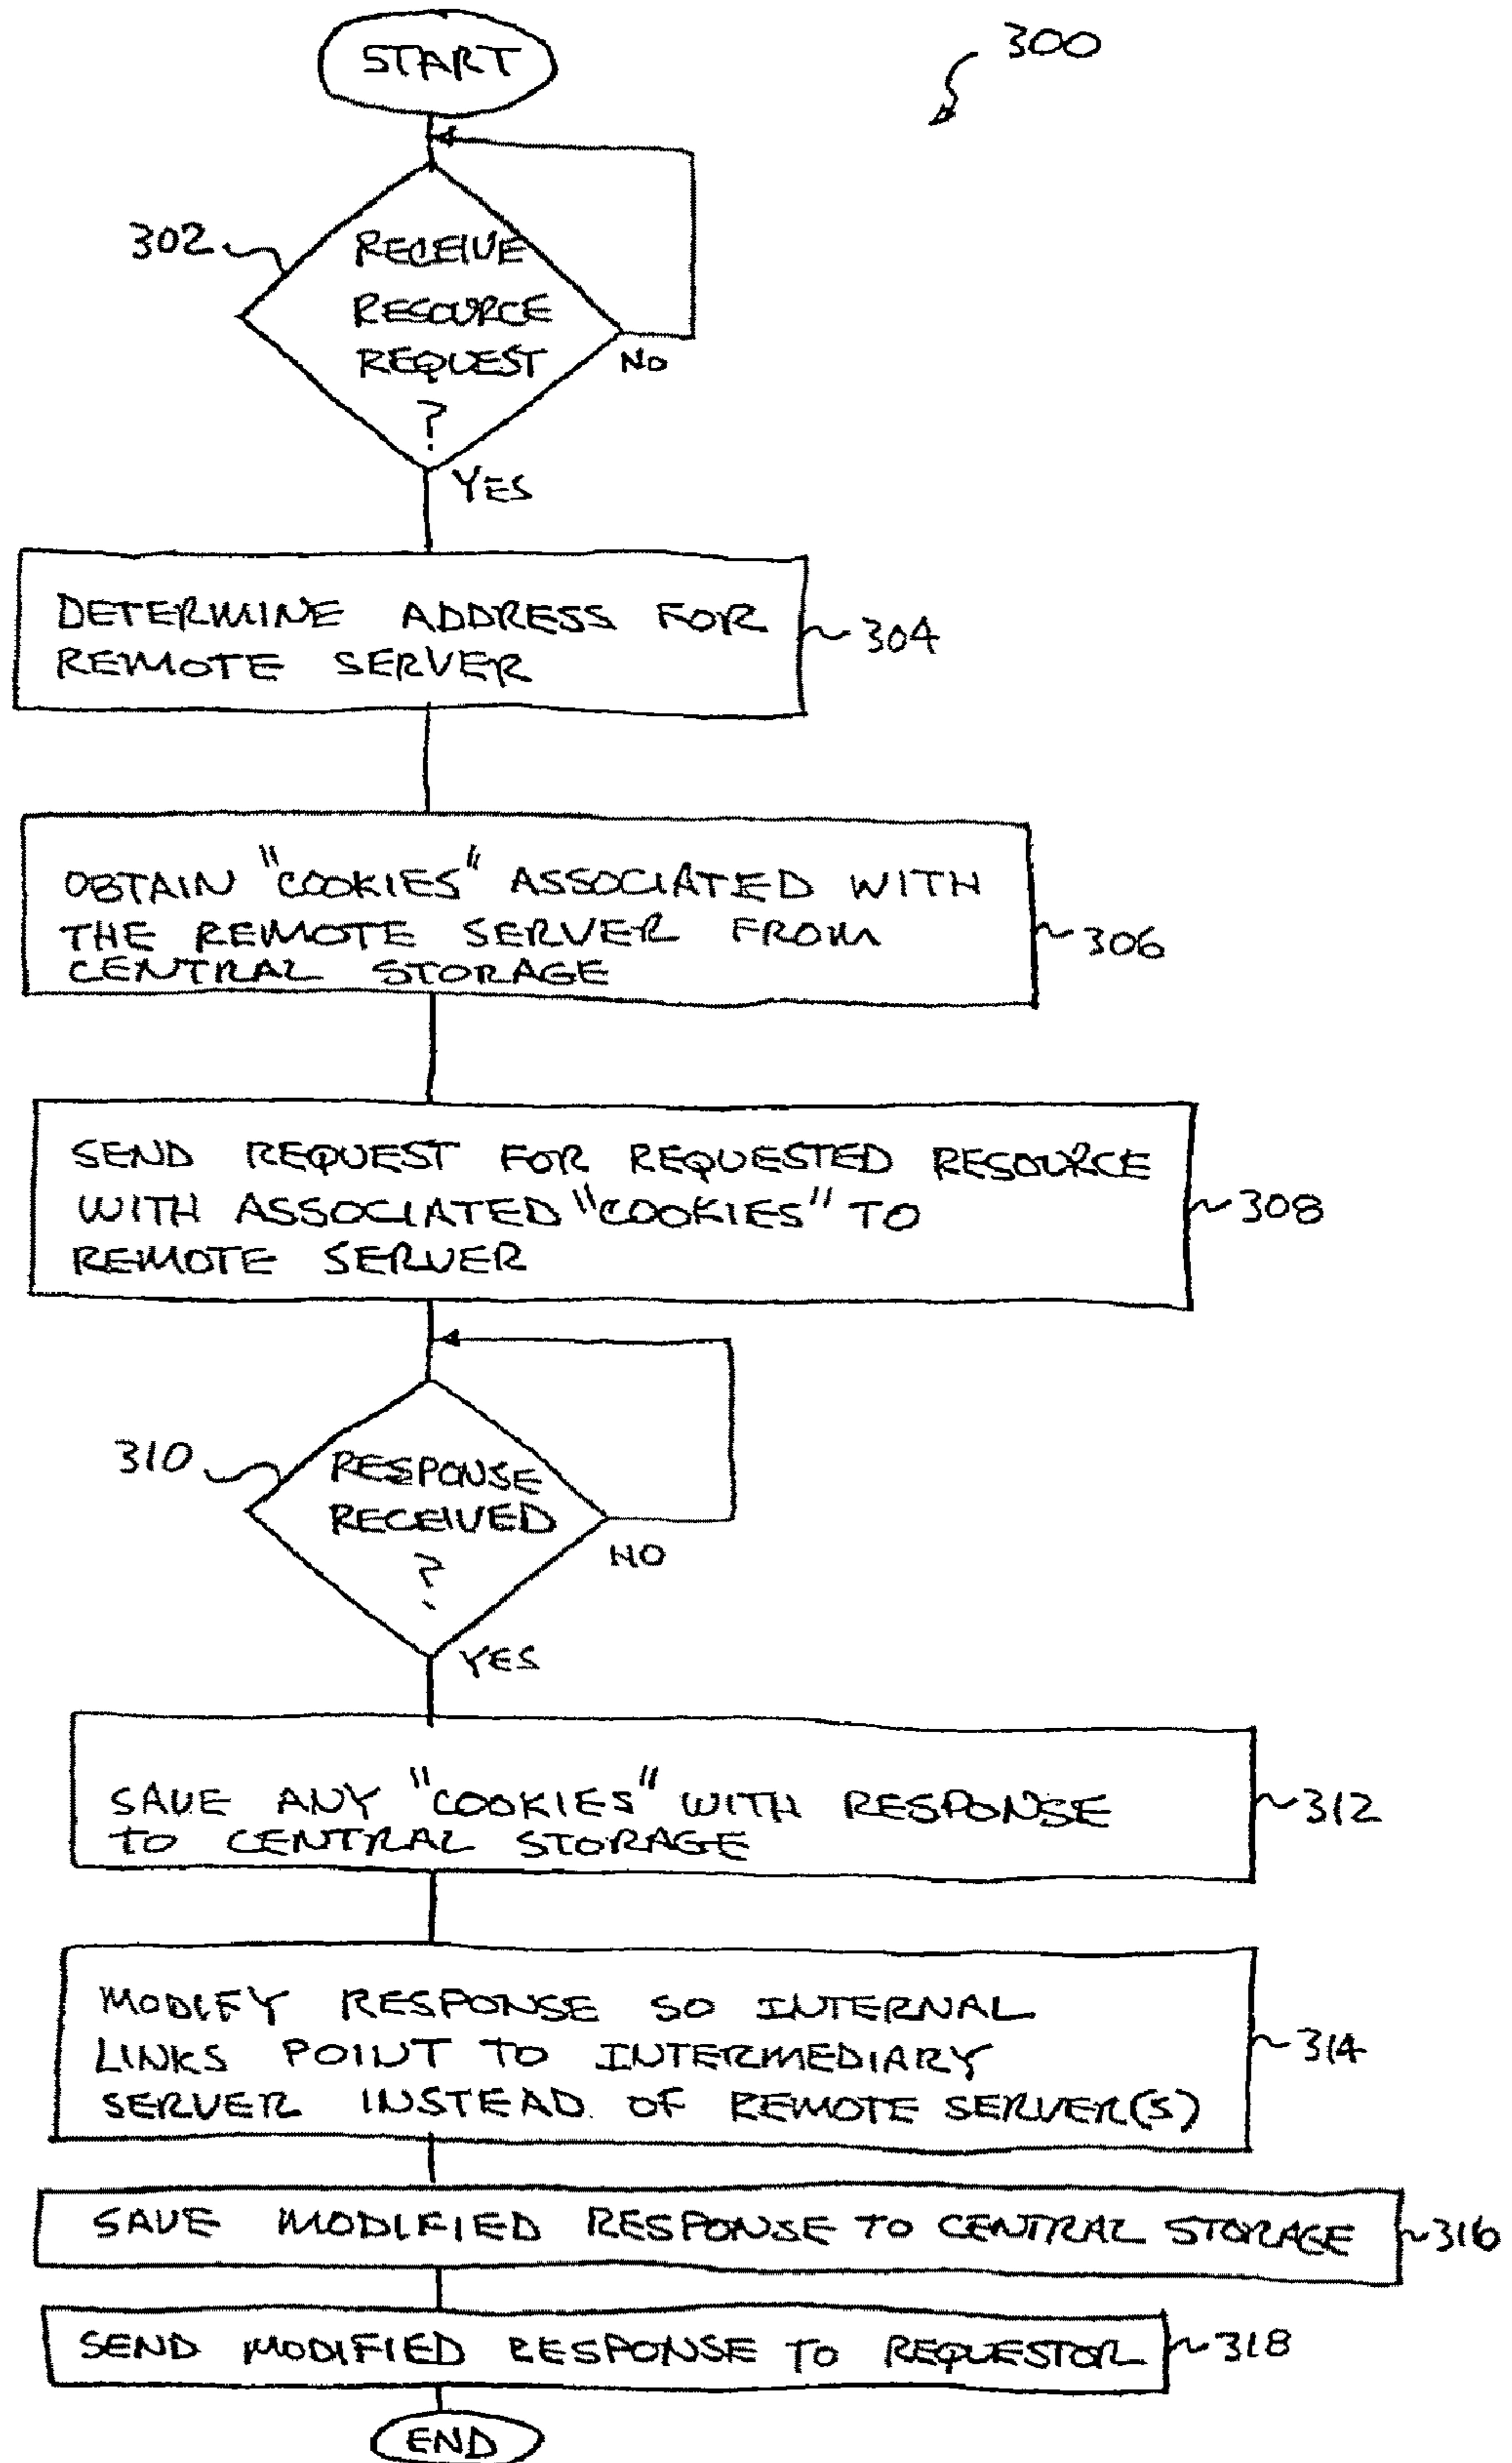 START
300
302
RECEIVE
RESOURCE
REQUEST
?
NO
YES
DETERMINE ADDRESS FOR
REMOTE SERVER
304
OBTAIN "COOKIES" ASSOCIATED WITH
THE REMOTE SERVER FROM
CENTRAL STORAGE
306
SEND REQUEST FOR REQUESTED RESOURCE
WITH ASSOCIATED "COOKIES" TO
REMOTE SERVER
308
310
RESPONSE
RECEIVED
?
NO
YES
SAVE ANY "COOKIES" WITH RESPONSE
TO CENTRAL STORAGE
312
MODIFY RESPONSE SO INTERNAL
LINKS POINT TO INTERMEDIARY
SERVER INSTEAD OF REMOTE SERVER(S)
314
SAVE MODIFIED RESPONSE TO CENTRAL STORAGE
316
SEND MODIFIED RESPONSE TO REQUESTOR
318
END